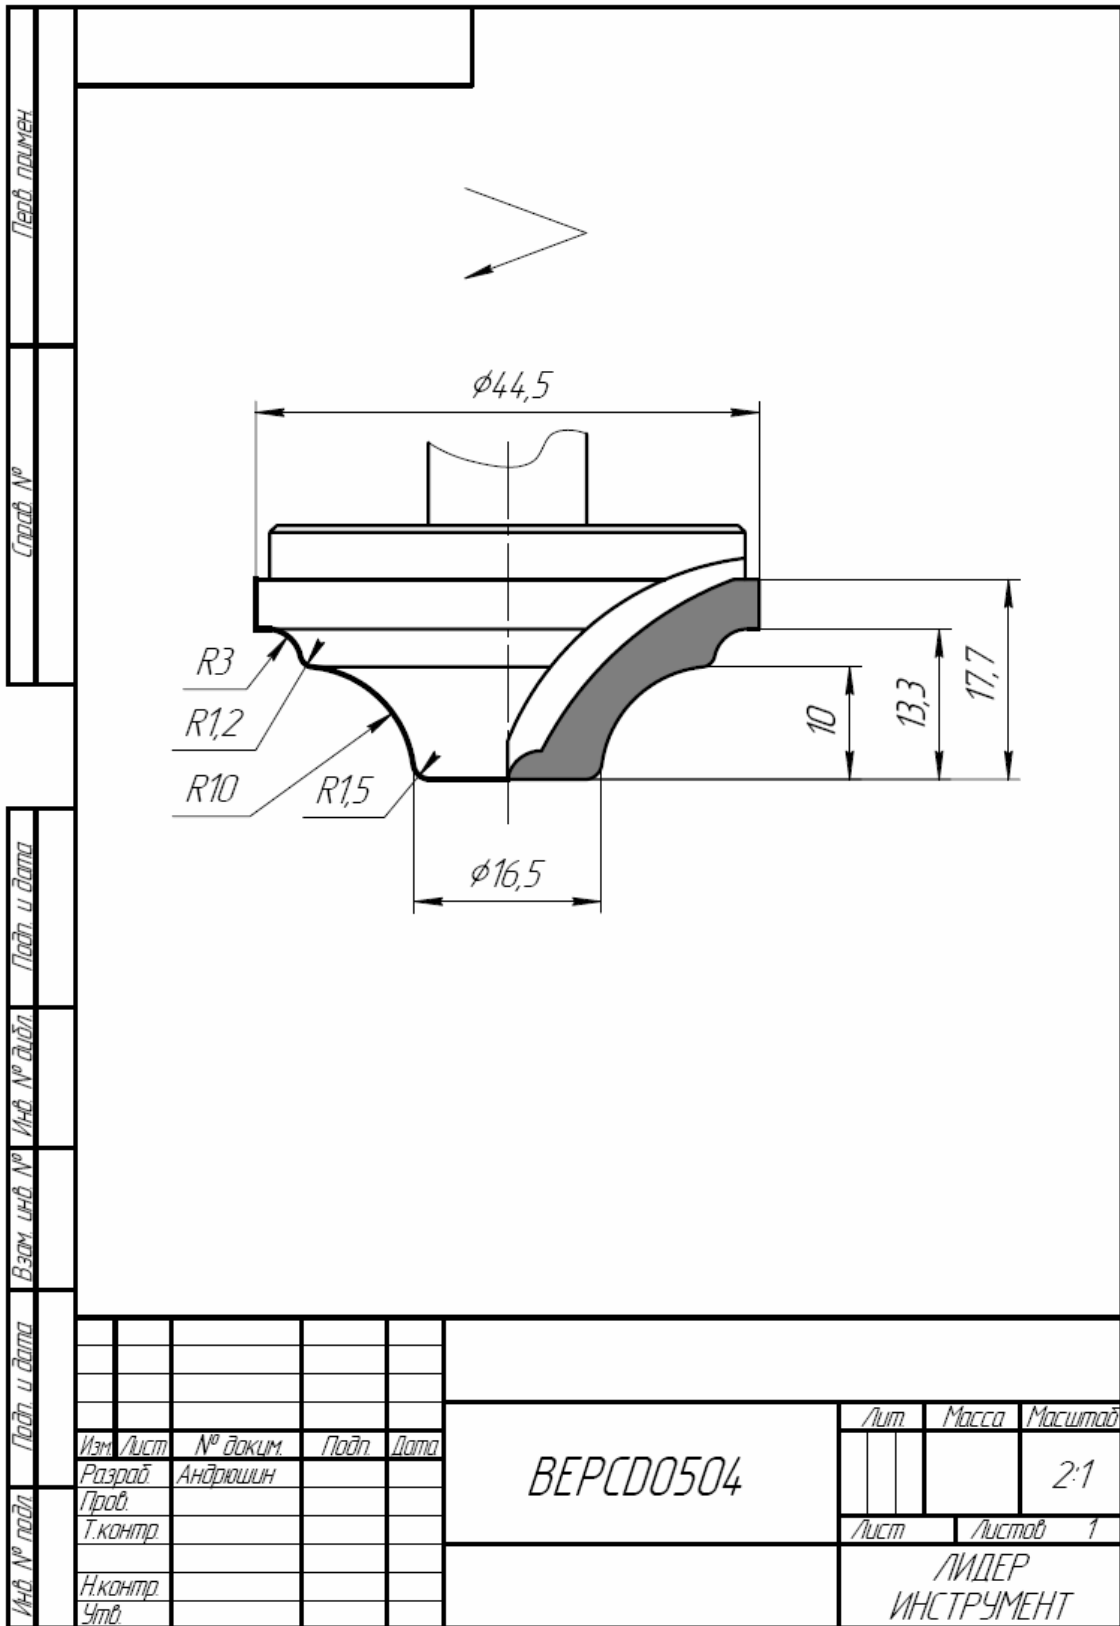 Перв. примен.
Справ. №
Подп. и дата
Инв. № дубл.
Взам. инв. №
Подп. и дата
Инв. № подл.
⌀44,5
R3
R1,2
R10
R1,5
⌀16,5
10
13,3
17,7
Изм. Лист № докум. Подп. Дата
Разраб. Андрюшин
Пров.
Т.контр.
Н.контр.
Утв.
BEPCD0504
Лит. Масса Масштаб
2:1
Лист Листов 1
ЛИДЕР
ИНСТРУМЕНТ